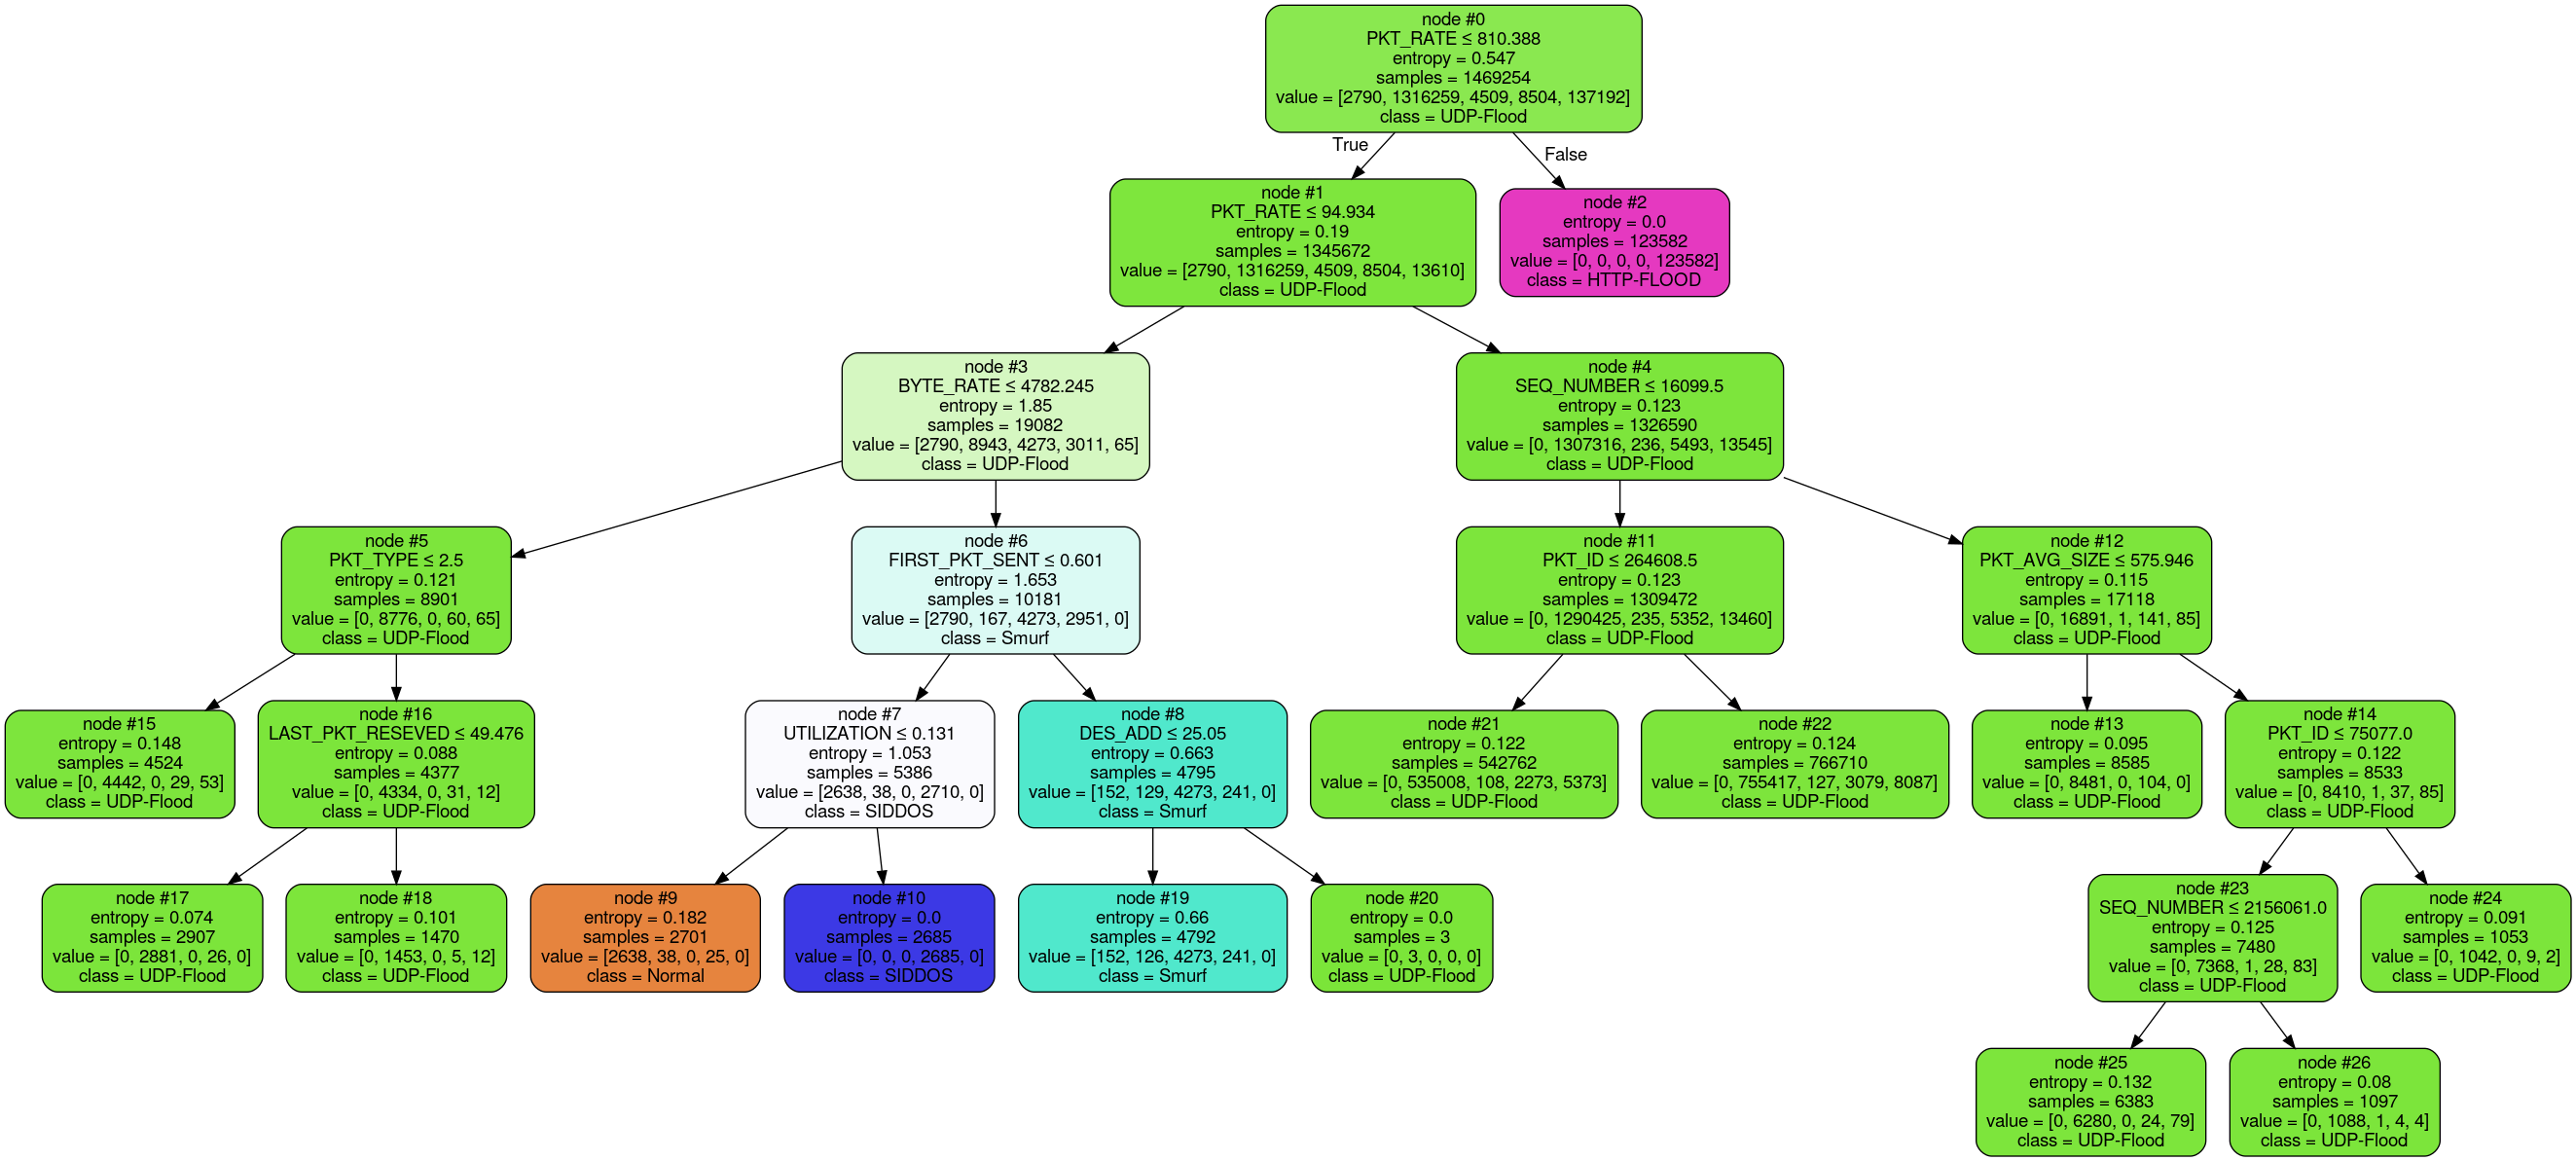 node #0
PKT_RATE ≤ 810.388
entropy = 0.547
samples = 1469254
value = [2790, 1316259, 4509, 8504, 137192]
class = UDP-Flood
True
False
node #1
PKT_RATE ≤ 94.934
entropy = 0.19
samples = 1345672
value = [2790, 1316259, 4509, 8504, 13610]
class = UDP-Flood
node #2
entropy = 0.0
samples = 123582
value = [0, 0, 0, 0, 123582]
class = HTTP-FLOOD
node #3
BYTE_RATE ≤ 4782.245
entropy = 1.85
samples = 19082
value = [2790, 8943, 4273, 3011, 65]
class = UDP-Flood
node #4
SEQ_NUMBER ≤ 16099.5
entropy = 0.123
samples = 1326590
value = [0, 1307316, 236, 5493, 13545]
class = UDP-Flood
node #5
PKT_TYPE ≤ 2.5
entropy = 0.121
samples = 8901
value = [0, 8776, 0, 60, 65]
class = UDP-Flood
node #6
FIRST_PKT_SENT ≤ 0.601
entropy = 1.653
samples = 10181
value = [2790, 167, 4273, 2951, 0]
class = Smurf
node #11
PKT_ID ≤ 264608.5
entropy = 0.123
samples = 1309472
value = [0, 1290425, 235, 5352, 13460]
class = UDP-Flood
node #12
PKT_AVG_SIZE ≤ 575.946
entropy = 0.115
samples = 17118
value = [0, 16891, 1, 141, 85]
class = UDP-Flood
node #15
entropy = 0.148
samples = 4524
value = [0, 4442, 0, 29, 53]
class = UDP-Flood
node #16
LAST_PKT_RESEVED ≤ 49.476
entropy = 0.088
samples = 4377
value = [0, 4334, 0, 31, 12]
class = UDP-Flood
node #7
UTILIZATION ≤ 0.131
entropy = 1.053
samples = 5386
value = [2638, 38, 0, 2710, 0]
class = SIDDOS
node #8
DES_ADD ≤ 25.05
entropy = 0.663
samples = 4795
value = [152, 129, 4273, 241, 0]
class = Smurf
node #21
entropy = 0.122
samples = 542762
value = [0, 535008, 108, 2273, 5373]
class = UDP-Flood
node #22
entropy = 0.124
samples = 766710
value = [0, 755417, 127, 3079, 8087]
class = UDP-Flood
node #13
entropy = 0.095
samples = 8585
value = [0, 8481, 0, 104, 0]
class = UDP-Flood
node #14
PKT_ID ≤ 75077.0
entropy = 0.122
samples = 8533
value = [0, 8410, 1, 37, 85]
class = UDP-Flood
node #17
entropy = 0.074
samples = 2907
value = [0, 2881, 0, 26, 0]
class = UDP-Flood
node #18
entropy = 0.101
samples = 1470
value = [0, 1453, 0, 5, 12]
class = UDP-Flood
node #9
entropy = 0.182
samples = 2701
value = [2638, 38, 0, 25, 0]
class = Normal
node #10
entropy = 0.0
samples = 2685
value = [0, 0, 0, 2685, 0]
class = SIDDOS
node #19
entropy = 0.66
samples = 4792
value = [152, 126, 4273, 241, 0]
class = Smurf
node #20
entropy = 0.0
samples = 3
value = [0, 3, 0, 0, 0]
class = UDP-Flood
node #23
SEQ_NUMBER ≤ 2156061.0
entropy = 0.125
samples = 7480
value = [0, 7368, 1, 28, 83]
class = UDP-Flood
node #24
entropy = 0.091
samples = 1053
value = [0, 1042, 0, 9, 2]
class = UDP-Flood
node #25
entropy = 0.132
samples = 6383
value = [0, 6280, 0, 24, 79]
class = UDP-Flood
node #26
entropy = 0.08
samples = 1097
value = [0, 1088, 1, 4, 4]
class = UDP-Flood